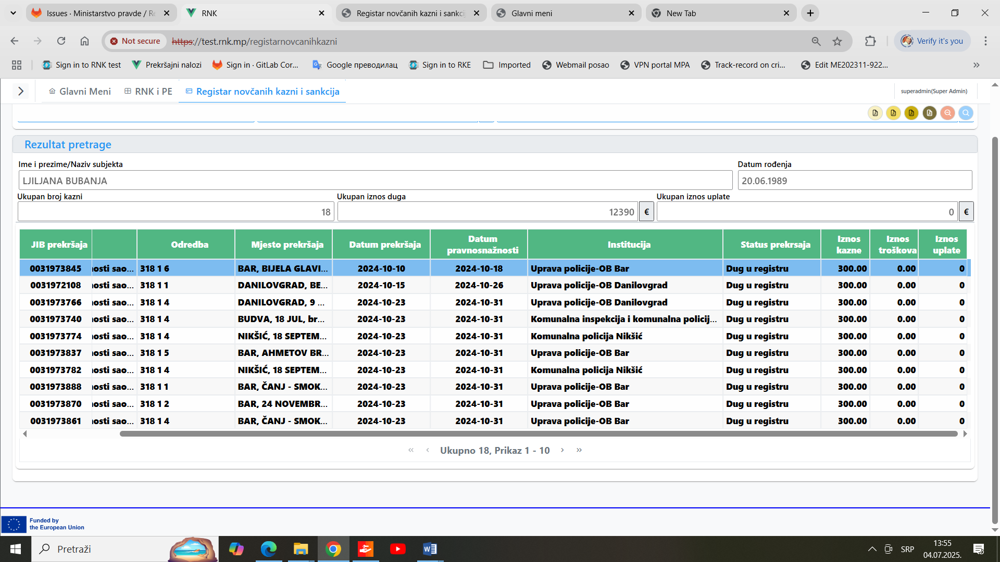 Issues · Ministarstvo pravde / Re
RNK
Registar novčanih kazni i sankci
Glavni meni
New Tab
Not secure
https://test.rnk.mp/registarnovcanihkazni
Verify it's you
Sign in to RNK test
Prekršajni nalozi
Sign in · GitLab Cor...
Google преводилац
Sign in to RKE
Imported
Webmail posao
VPN portal MPA
Track-record on cri...
Edit ME202311-922...
Glavni Meni
RNK i PE
Registar novčanih kazni i sankcija
superadmin(Super Admin)
Rezultat pretrage
Ime i prezime/Naziv subjekta
Datum rođenja
LJILJANA BUBANJA
20.06.1989
Ukupan broj kazni
Ukupan iznos duga
Ukupan iznos uplate
18
12390 €
0 €
JIB prekršaja Odredba Mjesto prekršaja Datum prekršaja Datum pravnosnažnosti Institucija Status prekrsaja Iznos kazne Iznos troškova Iznos uplate
0031973845 osti sao... 318 1 6 BAR, BIJELA GLAVI... 2024-10-10 2024-10-18 Uprava policije-OB Bar Dug u registru 300.00 0.00 0
0031972108 osti sao... 318 1 1 DANILOVGRAD, BE... 2024-10-15 2024-10-26 Uprava policije-OB Danilovgrad Dug u registru 300.00 0.00 0
0031973766 osti sao... 318 1 4 DANILOVGRAD, 9 ... 2024-10-23 2024-10-31 Uprava policije-OB Danilovgrad Dug u registru 300.00 0.00 0
0031973740 osti sao... 318 1 4 BUDVA, 18 JUL, br... 2024-10-23 2024-10-31 Komunalna inspekcija i komunalna policij... Dug u registru 300.00 0.00 0
0031973774 osti sao... 318 1 4 NIKŠIĆ, 18 SEPTEM... 2024-10-23 2024-10-31 Komunalna policija Nikšić Dug u registru 300.00 0.00 0
0031973837 osti sao... 318 1 5 BAR, AHMETOV BR... 2024-10-23 2024-10-31 Uprava policije-OB Bar Dug u registru 300.00 0.00 0
0031973782 osti sao... 318 1 4 NIKŠIĆ, 18 SEPTEM... 2024-10-23 2024-10-31 Komunalna policija Nikšić Dug u registru 300.00 0.00 0
0031973888 osti sao... 318 1 1 BAR, ČANJ - SMOK... 2024-10-23 2024-10-31 Uprava policije-OB Bar Dug u registru 300.00 0.00 0
0031973870 osti sao... 318 1 2 BAR, 24 NOVEMBR... 2024-10-23 2024-10-31 Uprava policije-OB Bar Dug u registru 300.00 0.00 0
0031973861 osti sao... 318 1 4 BAR, ČANJ - SMOK... 2024-10-23 2024-10-31 Uprava policije-OB Bar Dug u registru 300.00 0.00 0
Ukupno 18, Prikaz 1 - 10
Funded by
the European Union
Pretraži
SRP
13:55
04.07.2025.